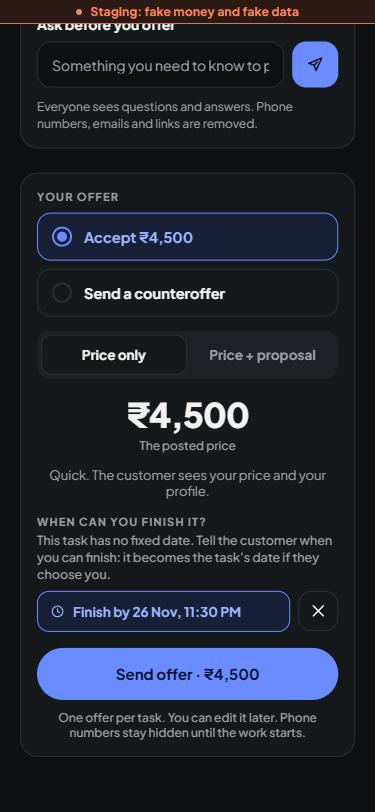 Staging: fake money and fake data
Ask before you offer
Something you need to know to p
Everyone sees questions and answers. Phone
numbers, emails and links are removed.
YOUR OFFER
Accept ₹4,500
Send a counteroffer
Price only
Price + proposal
₹4,500
The posted price
Quick. The customer sees your price and your
profile.
WHEN CAN YOU FINISH IT?
This task has no fixed date. Tell the customer when
you can finish: it becomes the task's date if they
choose you.
Finish by 26 Nov, 11:30 PM
Send offer · ₹4,500
One offer per task. You can edit it later. Phone
numbers stay hidden until the work starts.